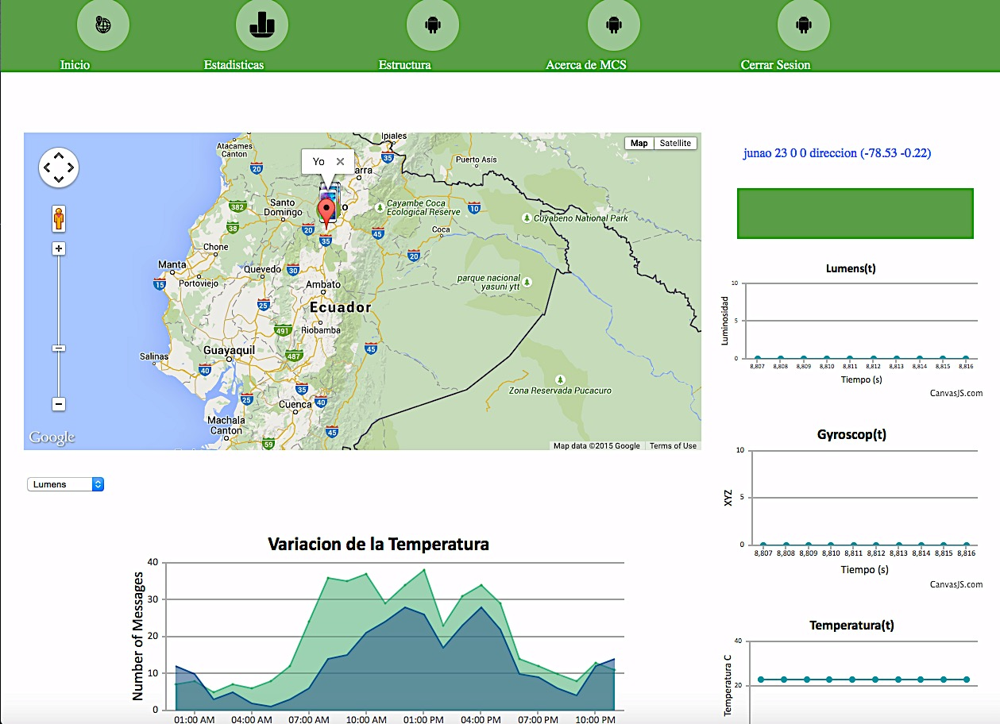 Inicio
Estadisticas
Estructura
Acerca de MCS
Cerrar Sesion
Map
Satellite
Yo
Ipiales
Atacames
Canton
20
35
Puerto Asís
arra
382
Santo
Domingo
o
Cayambe Coca
Ecological Reserve
10
Cuyabeno National Park
38
20
35
45
Coca
Chone
20
Manta
Quevedo
30
15
Portoviejo
Ambato
parque nacional
yasuni ytt
25
Ecuador
491
Riobamba
Guayaquil
45
Salinas
487
40
35
Zona Reservada Pucacuro
25
Cuenca
40
Machala
Canton
45
59
Google
Map data ©2015 Google
Terms of Use
junao 23 0 0 direccion (-78.53 -0.22)
Lumens(t)
Luminosidad
10
5
0
8,807 8,808 8,809 8,810 8,811 8,812 8,813 8,814 8,815 8,816
Tiempo (s)
CanvasJS.com
Gyroscop(t)
XYZ
10
5
0
8,807 8,808 8,809 8,810 8,811 8,812 8,813 8,814 8,815 8,816
Tiempo (s)
CanvasJS.com
Temperatura(t)
Temperatura C
40
20
Lumens
Variacion de la Temperatura
Number of Messages
40
30
20
10
0
01:00 AM 04:00 AM 07:00 AM 10:00 AM 01:00 PM 04:00 PM 07:00 PM 10:00 PM